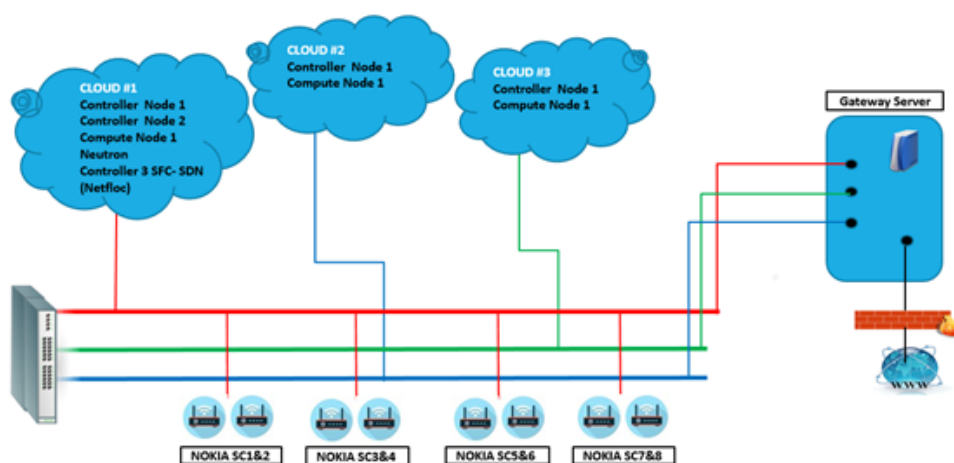 CLOUD #1
Controller Node 1
Controller Node 2
Compute Node 1
Neutron
Controller 3 SFC- SDN
(Netfloc)
CLOUD #2
Controller Node 1
Compute Node 1
CLOUD #3
Controller Node 1
Compute Node 1
Gateway Server
WWW
NOKIA SC1&2
NOKIA SC3&4
NOKIA SC5&6
NOKIA SC7&8